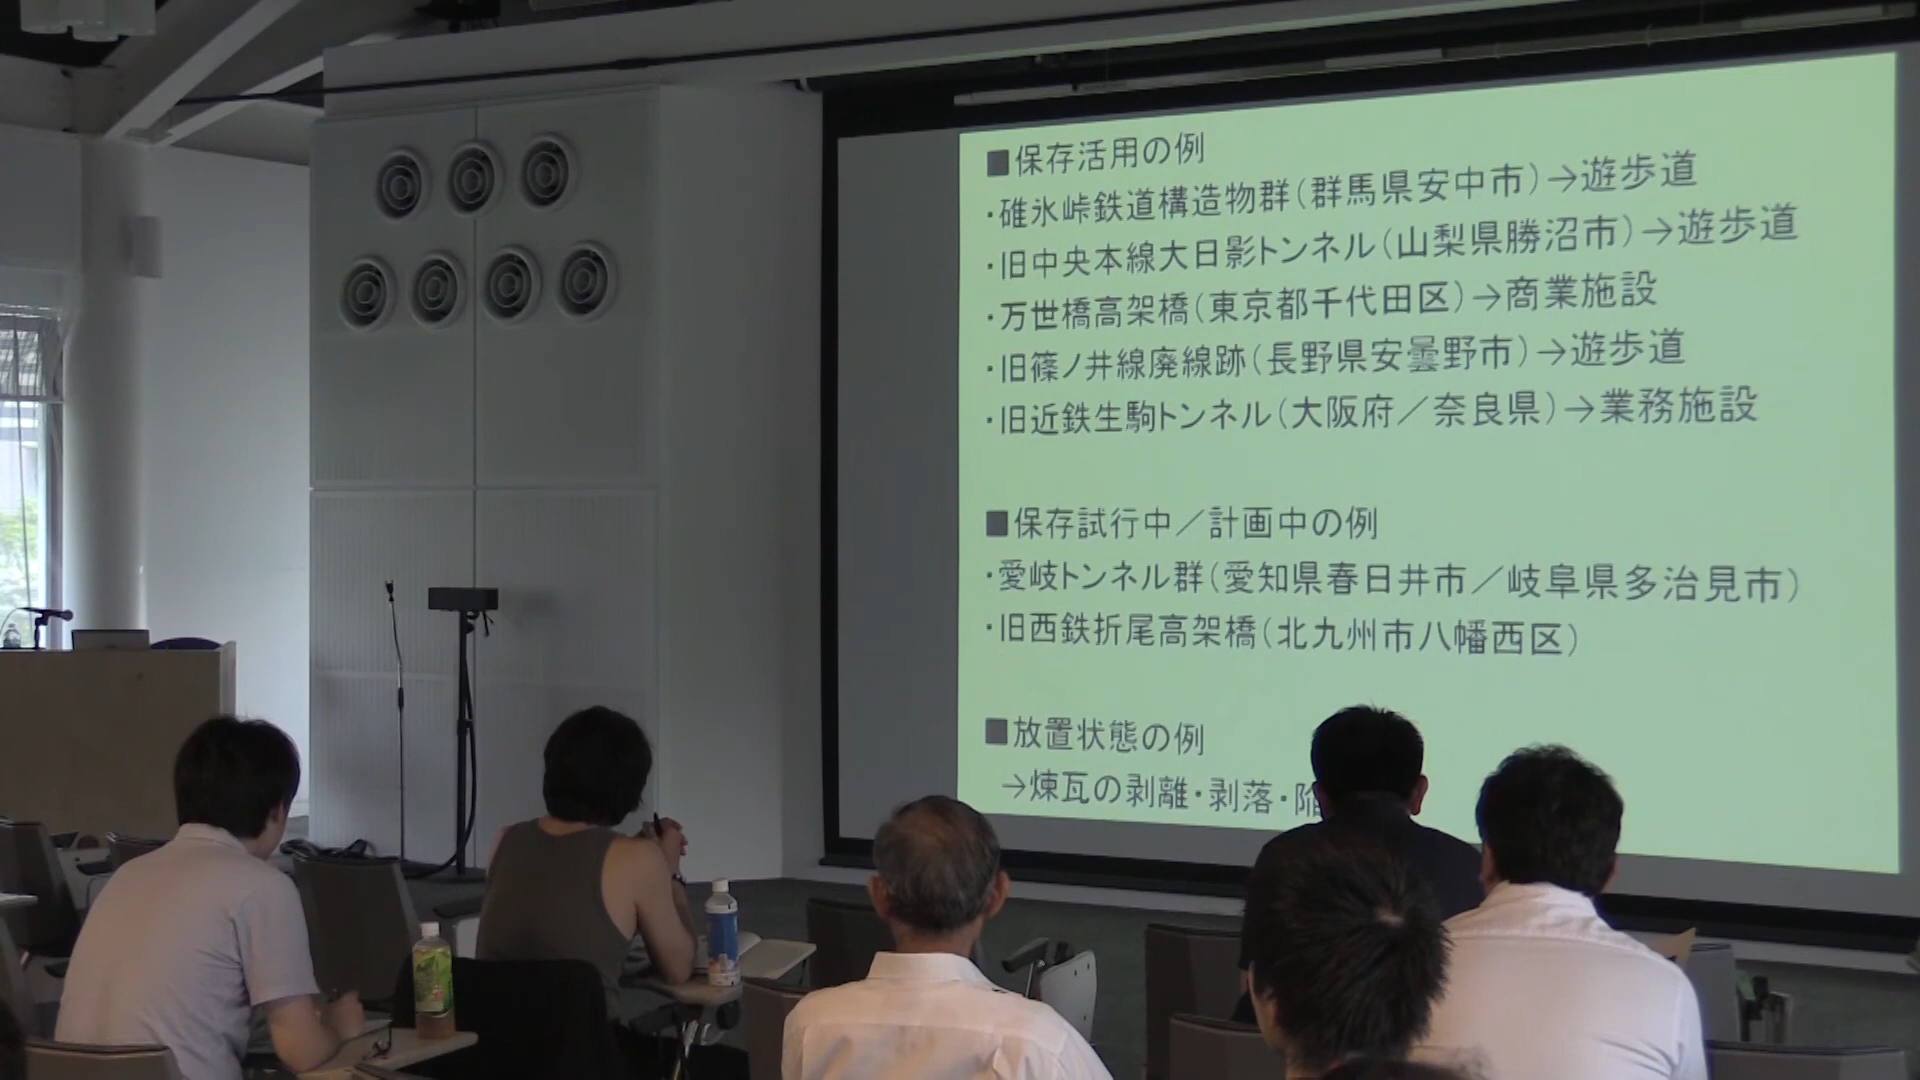 ■保存活用の例
・碓氷峠鉄道構造物群(群馬県安中市)→遊歩道
・旧中央本線大日影トンネル(山梨県勝沼市)→遊歩道
・万世橋高架橋(東京都千代田区)→商業施設
・旧篠ノ井線廃線跡(長野県安曇野市)→遊歩道
・旧近鉄生駒トンネル(大阪府/奈良県)→業務施設
■保存試行中/計画中の例
・愛岐トンネル群(愛知県春日井市/岐阜県多治見市)
・旧西鉄折尾高架橋(北九州市八幡西区)
■放置状態の例
→煉瓦の剥離・剥落・